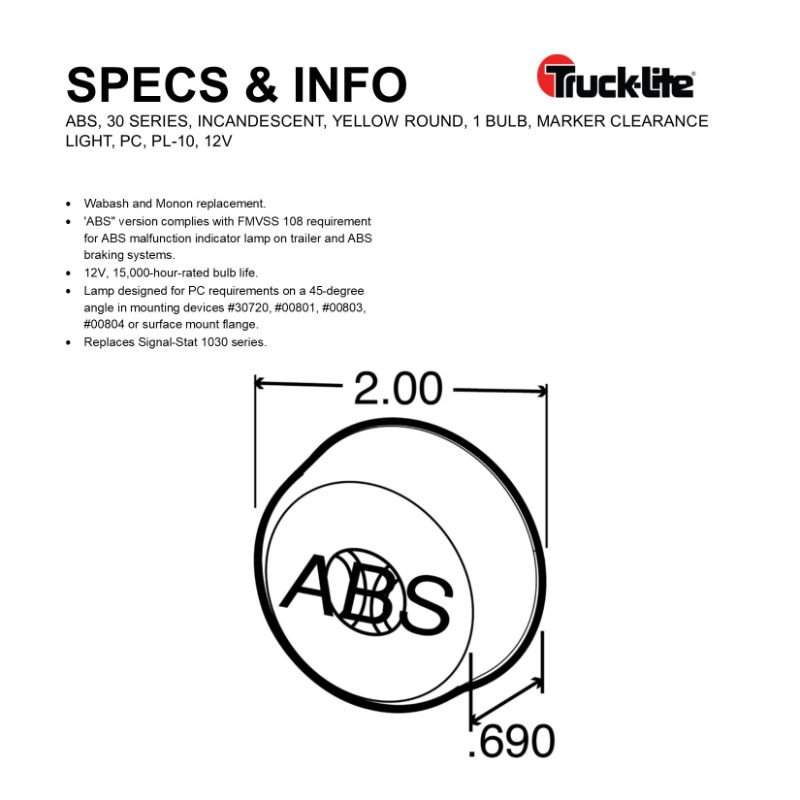 SPECS & INFO
Truck-Lite®
ABS, 30 SERIES, INCANDESCENT, YELLOW ROUND, 1 BULB, MARKER CLEARANCE
LIGHT, PC, PL-10, 12V
• Wabash and Monon replacement.
• 'ABS" version complies with FMVSS 108 requirement
for ABS malfunction indicator lamp on trailer and ABS
braking systems.
• 12V, 15,000-hour-rated bulb life.
• Lamp designed for PC requirements on a 45-degree
angle in mounting devices #30720, #00801, #00803,
#00804 or surface mount flange.
• Replaces Signal-Stat 1030 series.
2.00
ABS
.690